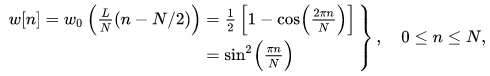 w[n] = w₀ (L/N (n − N/2)) = 1/2 [1 − cos(2πn/N)]
= sin²(πn/N) }, 0 ≤ n ≤ N,